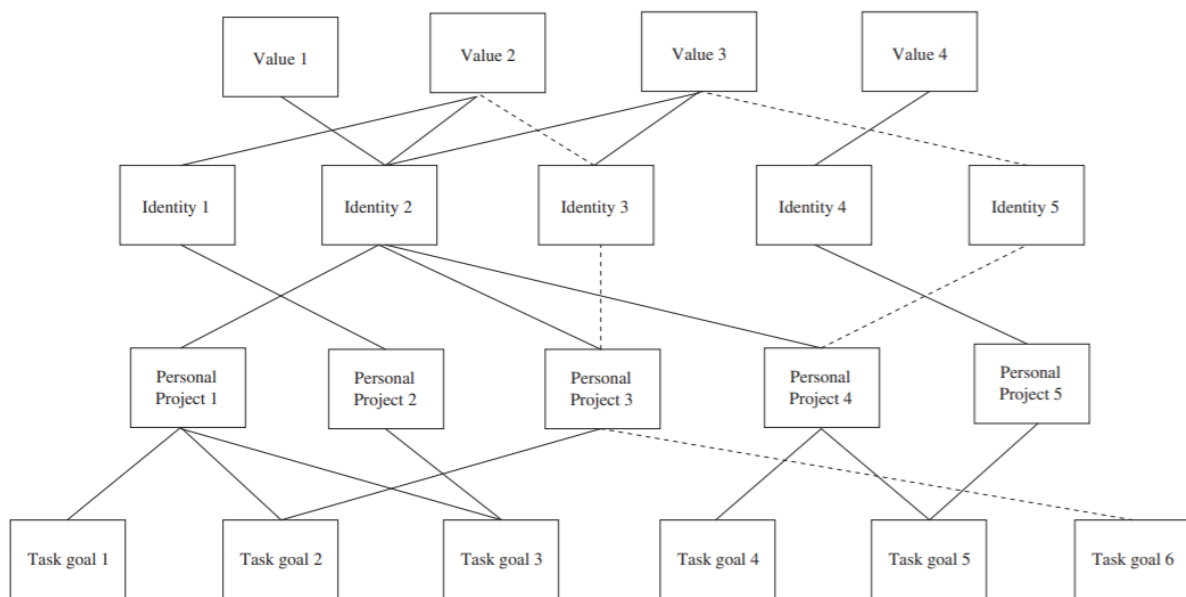 Value 1
Value 2
Value 3
Value 4
Identity 1
Identity 2
Identity 3
Identity 4
Identity 5
Personal
Project 1
Personal
Project 2
Personal
Project 3
Personal
Project 4
Personal
Project 5
Task goal 1
Task goal 2
Task goal 3
Task goal 4
Task goal 5
Task goal 6